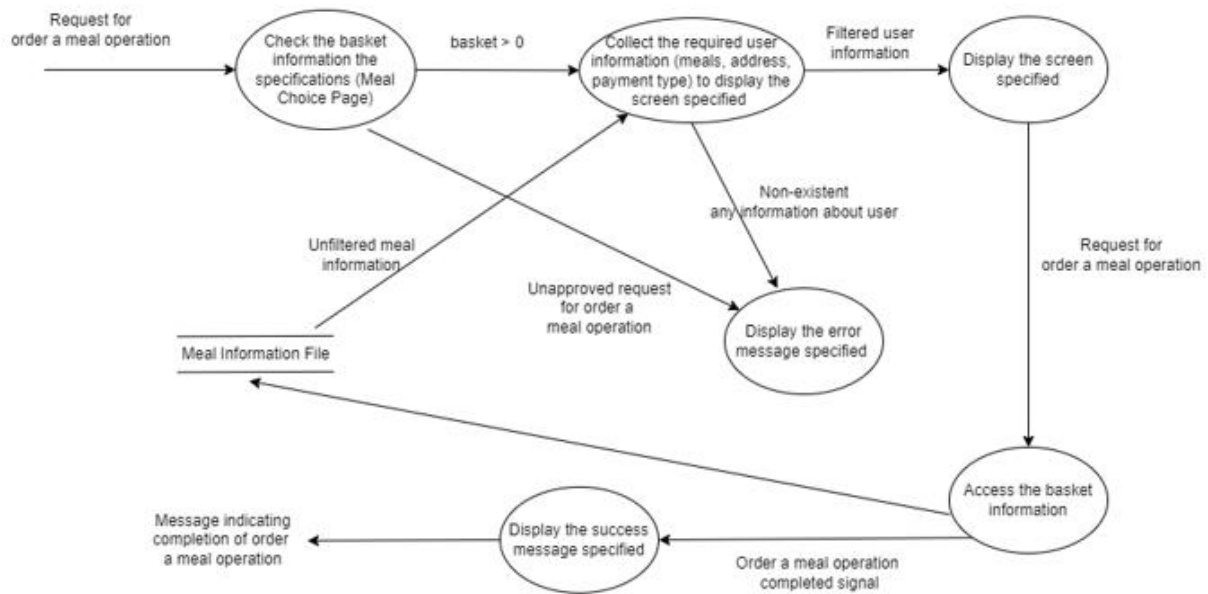 Request for
order a meal operation
Check the basket
information the
specifications (Meal
Choice Page)
basket > 0
Collect the required user
information (meals, address,
payment type) to display the
screen specified
Filtered user
information
Display the screen
specified
Non-existent
any information about user
Unfiltered meal
information
Request for
order a meal operation
Unapproved request
for order a
meal operation
Display the error
message specified
Meal Information File
Access the basket
information
Message indicating
completion of order
a meal operation
Display the success
message specified
Order a meal operation
completed signal